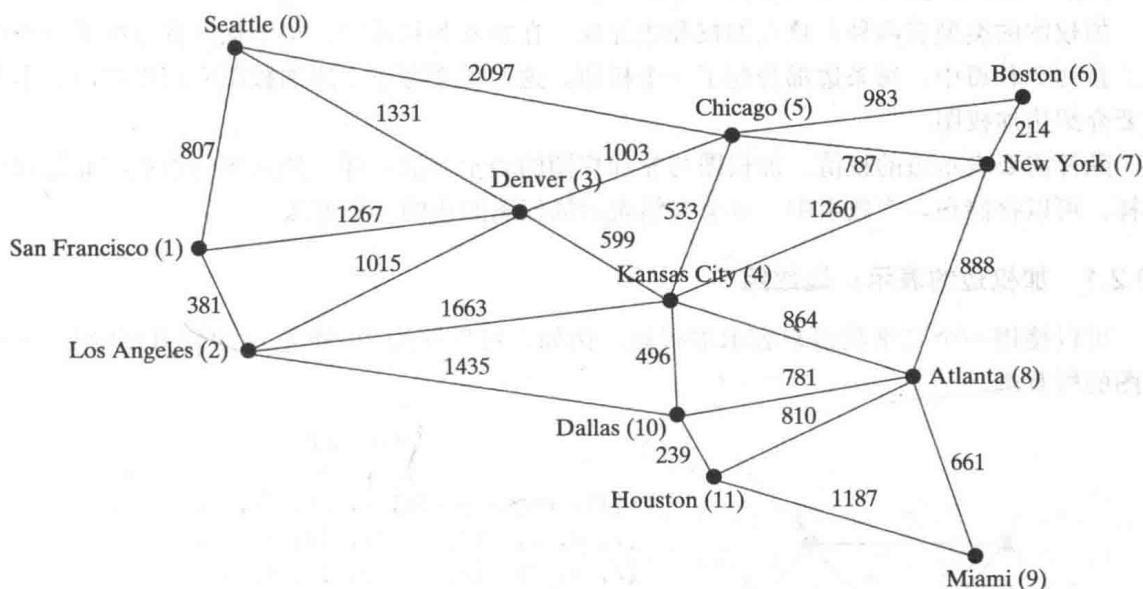 Seattle (0)
2097
Boston (6)
Chicago (5)
983
1331
214
807
1003
787
New York (7)
Denver (3)
1267
533
1260
San Francisco (1)
599
1015
888
Kansas City (4)
381
1663
864
Los Angeles (2)
496
1435
781
Atlanta (8)
810
Dallas (10)
239
661
Houston (11)
1187
Miami (9)